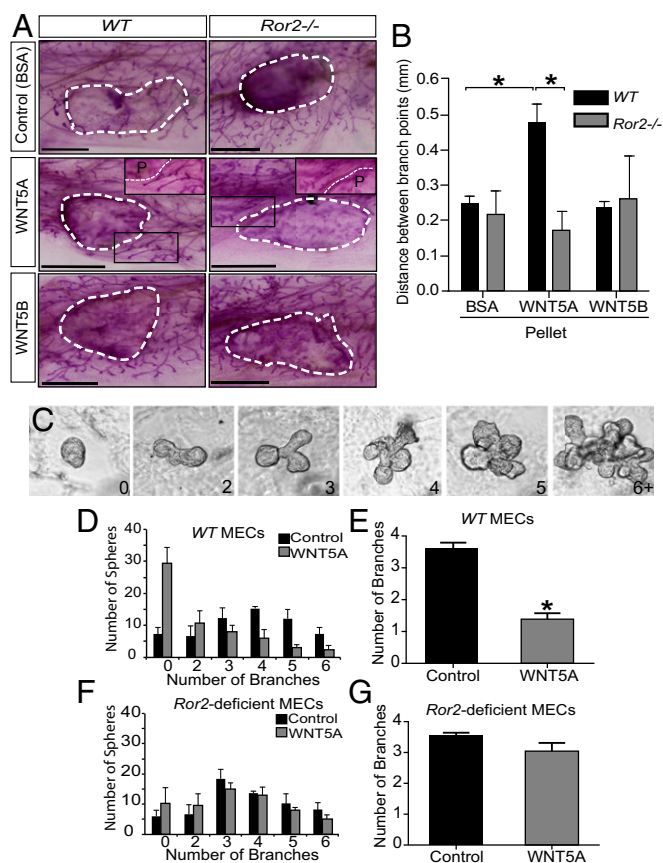 A
WT
Ror2-/-
Control (BSA)
WNT5A
P
P
WNT5B
B
Distance between branch points (mm)
0.6
0.5
0.4
0.3
0.2
0.1
0.0
*
*
WT
Ror2-/-
BSA
WNT5A
WNT5B
Pellet
C
0
2
3
4
5
6+
D
WT MECs
Number of Spheres
40
30
20
10
0
Control
WNT5A
0 2 3 4 5 6
Number of Branches
E
WT MECs
Number of Branches
4
3
2
1
0
*
Control
WNT5A
F
Ror2-deficient MECs
Number of Spheres
40
30
20
10
0
Control
WNT5A
0 2 3 4 5 6
Number of Branches
G
Ror2-deficient MECs
Number of Branches
4
3
2
1
0
Control
WNT5A